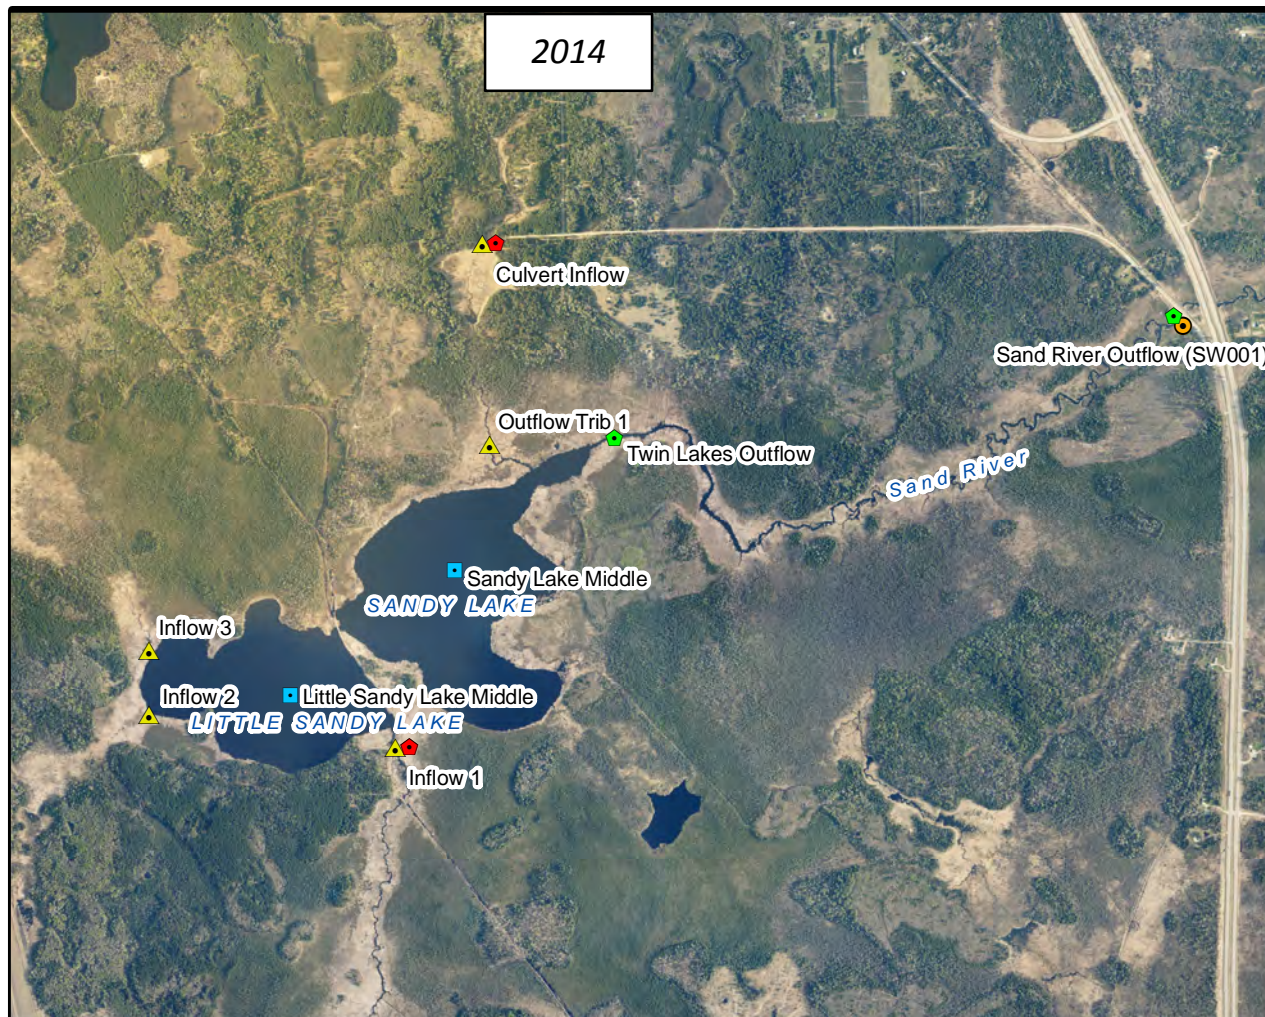 2014
Culvert Inflow
Sand River Outflow (SW001)
Outflow Trib 1
Twin Lakes Outflow
Sand River
Sandy Lake Middle
SANDY LAKE
Inflow 3
Inflow 2
Little Sandy Lake Middle
LITTLE SANDY LAKE
Inflow 1